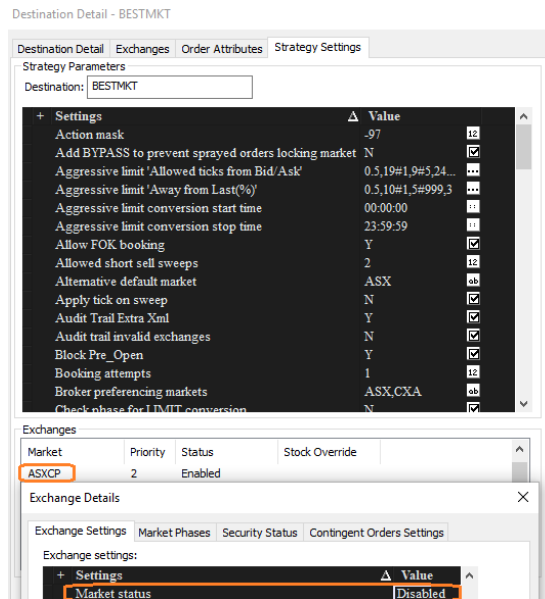 Destination Detail - BESTMKT
Destination Detail Exchanges Order Attributes Strategy Settings
Strategy Parameters
Destination: BESTMKT
+ Settings Δ Value
Action mask -97
Add BYPASS to prevent sprayed orders locking market N
Aggressive limit 'Allowed ticks from Bid/Ask' 0.5,19#1,9#5,24...
Aggressive limit 'Away from Last(%)' 0.5,10#1,5#999,3
Aggressive limit conversion start time 00:00:00
Aggressive limit conversion stop time 23:59:59
Allow FOK booking Y
Allowed short sell sweeps 2
Alternative default market ASX
Apply tick on sweep N
Audit Trail Extra Xml Y
Audit trail invalid exchanges N
Block Pre_Open Y
Booking attempts 1
Broker preferencing markets ASX,CXA
Check phase for LIMIT conversion N
Exchanges
Market Priority Status Stock Override
ASXCP 2 Enabled
Exchange Details
Exchange Settings Market Phases Security Status Contingent Orders Settings
Exchange settings:
+ Settings Δ Value
Market status Disabled